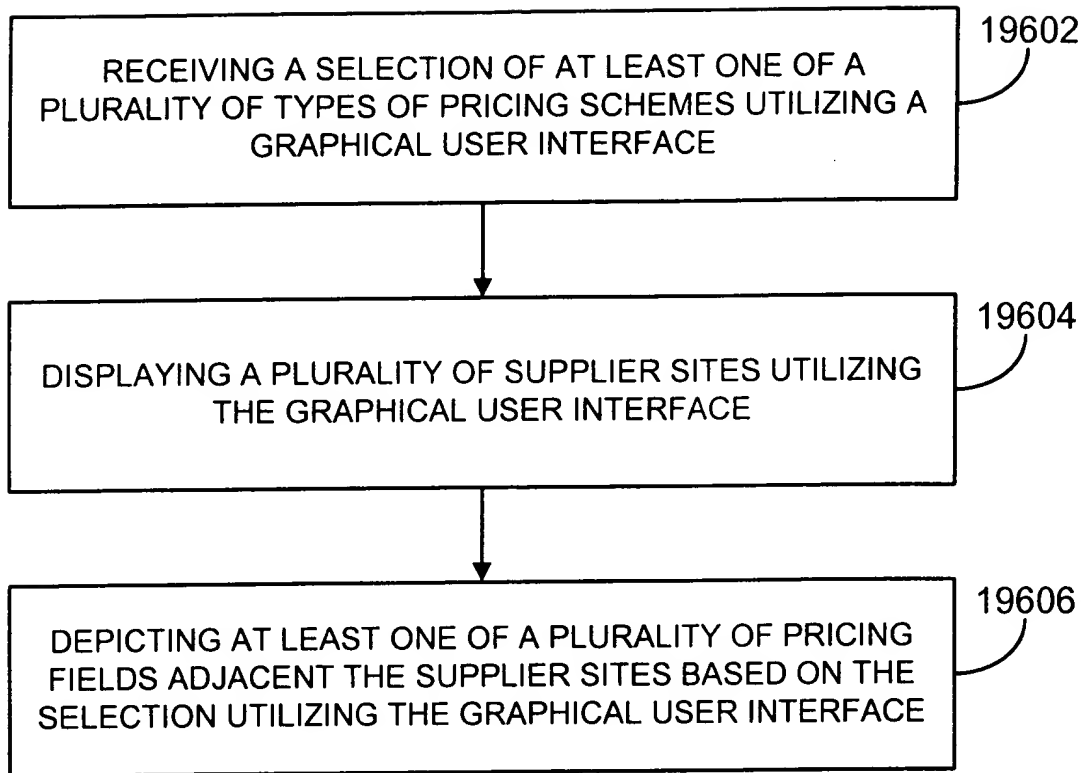 19602
RECEIVING A SELECTION OF AT LEAST ONE OF A
PLURALITY OF TYPES OF PRICING SCHEMES UTILIZING A
GRAPHICAL USER INTERFACE
19604
DISPLAYING A PLURALITY OF SUPPLIER SITES UTILIZING
THE GRAPHICAL USER INTERFACE
19606
DEPICTING AT LEAST ONE OF A PLURALITY OF PRICING
FIELDS ADJACENT THE SUPPLIER SITES BASED ON THE
SELECTION UTILIZING THE GRAPHICAL USER INTERFACE